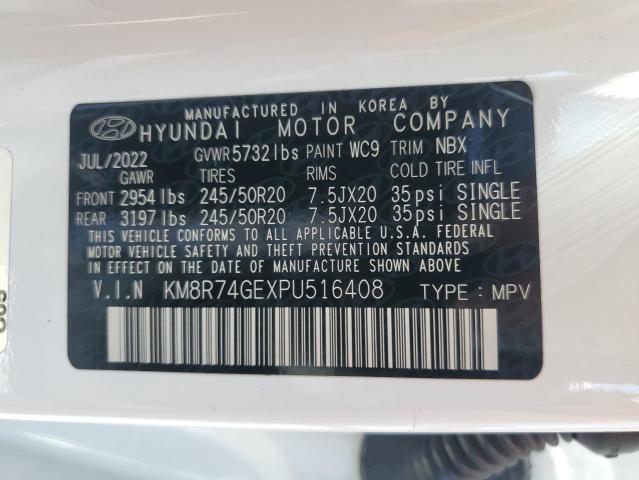 MANUFACTURED IN KOREA BY
HYUNDAI MOTOR COMPANY
JUL/2022 GVWR 5732 lbs PAINT WC9 TRIM NBX
GAWR TIRES RIMS COLD TIRE INFL
FRONT 2954 lbs 245/50R20 7.5JX20 35psi SINGLE
REAR 3197 lbs 245/50R20 7.5JX20 35psi SINGLE
THIS VEHICLE CONFORMS TO ALL APPLICABLE U.S.A. FEDERAL
MOTOR VEHICLE SAFETY AND THEFT PREVENTION STANDARDS
IN EFFECT ON THE DATE OF MANUFACTURE SHOWN ABOVE.
V.I.N KM8R74GEXPU516408 TYPE : MPV